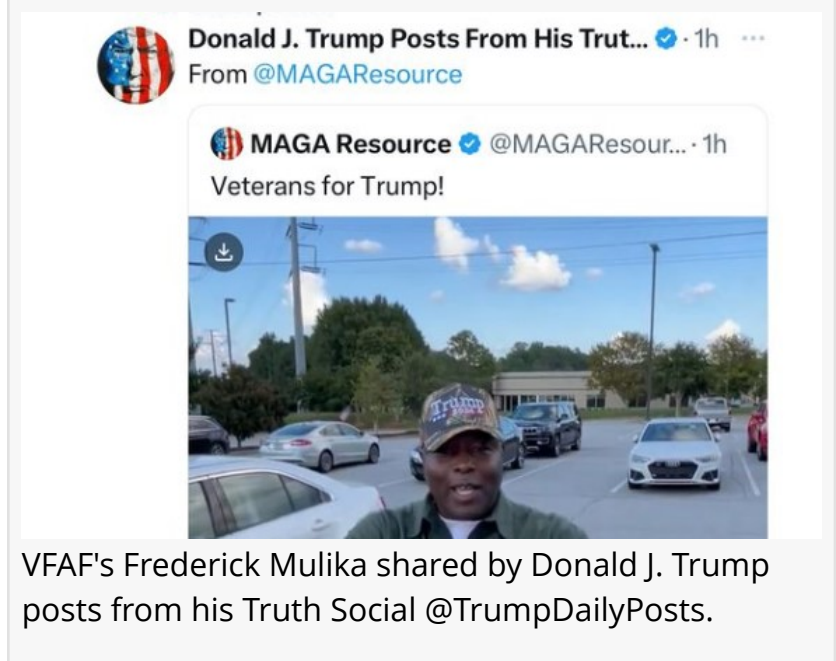 Donald J. Trump Posts From His Trut... · 1h ...
From @MAGAResource
MAGA Resource @MAGAResour... · 1h
Veterans for Trump!
Trump
VFAF's Frederick Mulika shared by Donald J. Trump
posts from his Truth Social @TrumpDailyPosts.